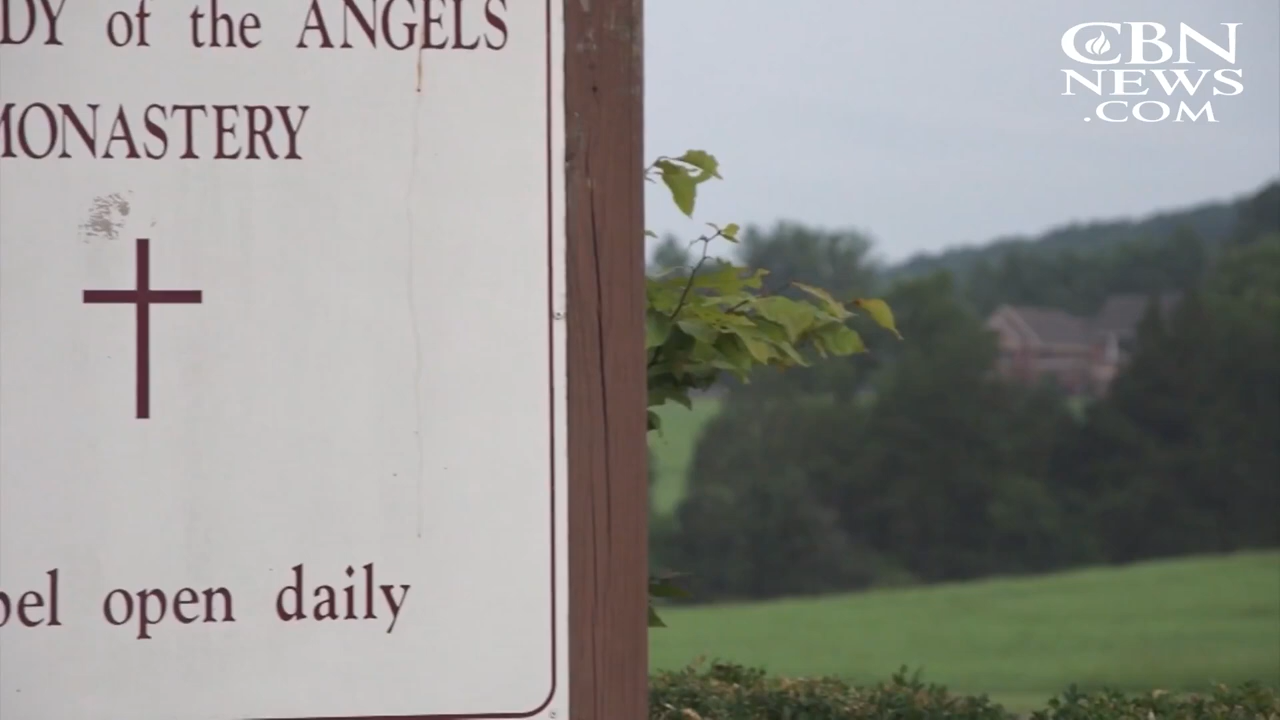 DY of the ANGELS
MONASTERY
pel open daily
CBN
NEWS
.COM